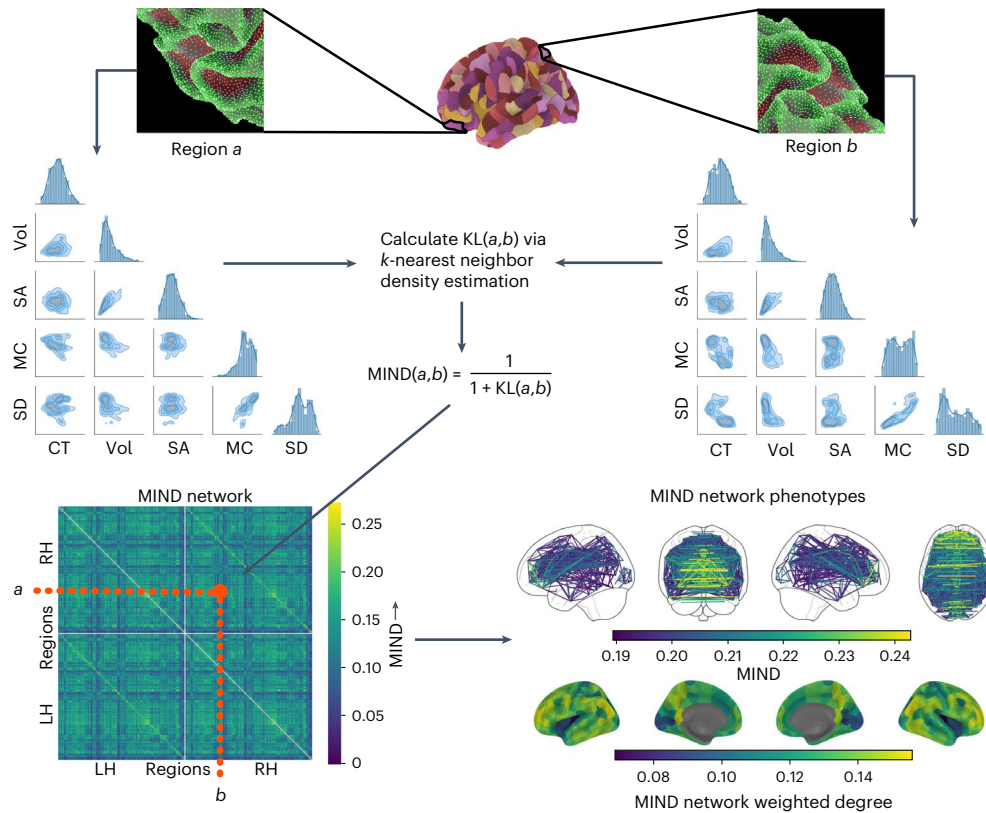 Region a
Region b
Vol
SA
MC
SD
CT Vol SA MC SD
Calculate KL(a,b) via
k-nearest neighbor
density estimation
MIND(a,b) = 1 / 1 + KL(a,b)
Vol
SA
MC
SD
CT Vol SA MC SD
MIND network
RH
a
Regions
LH
LH Regions RH
b
0.25
0.20
0.15
0.10
0.05
0
MIND→
MIND network phenotypes
0.19 0.20 0.21 0.22 0.23 0.24
MIND
0.08 0.10 0.12 0.14
MIND network weighted degree